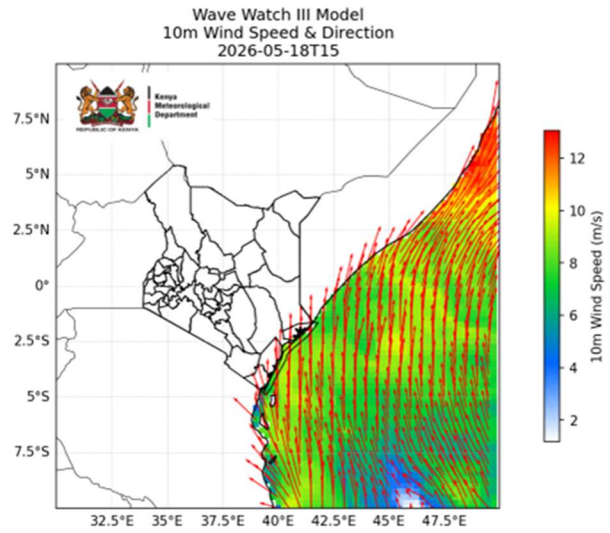 Wave Watch III Model
10m Wind Speed & Direction
2026-05-18T15
Kenya
Meteorological
Department
REPUBLIC OF KENYA
7.5°N
5°N
2.5°N
0°
2.5°S
5°S
7.5°S
32.5°E 35°E 37.5°E 40°E 42.5°E 45°E 47.5°E
12
10
8
6
4
2
10m Wind Speed (m/s)